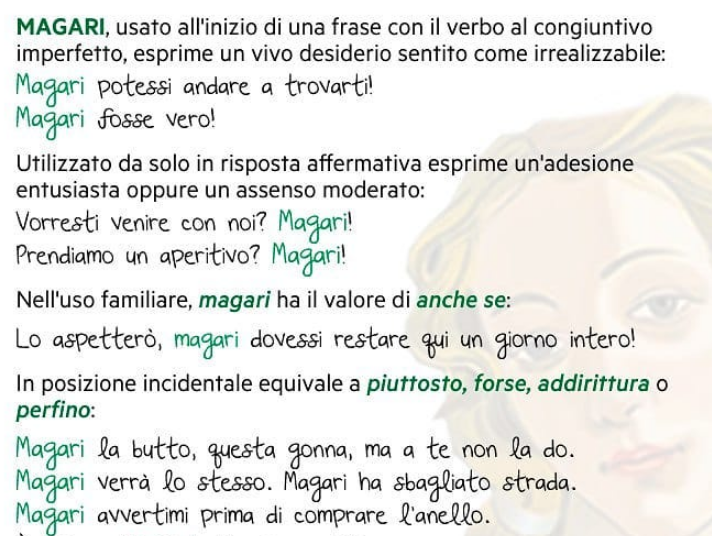 MAGARI, usato all'inizio di una frase con il verbo al congiuntivo
imperfetto, esprime un vivo desiderio sentito come irrealizzabile:
Magari potessi andare a trovarti!
Magari fosse vero!
Utilizzato da solo in risposta affermativa esprime un'adesione
entusiasta oppure un assenso moderato:
Vorresti venire con noi? Magari!
Prendiamo un aperitivo? Magari!
Nell'uso familiare, magari ha il valore di anche se:
Lo aspetterò, magari dovessi restare qui un giorno intero!
In posizione incidentale equivale a piuttosto, forse, addirittura o
perfino:
Magari la butto, questa gonna, ma a te non la do.
Magari verrà lo stesso. Magari ha sbagliato strada.
Magari avvertimi prima di comprare l'anello.